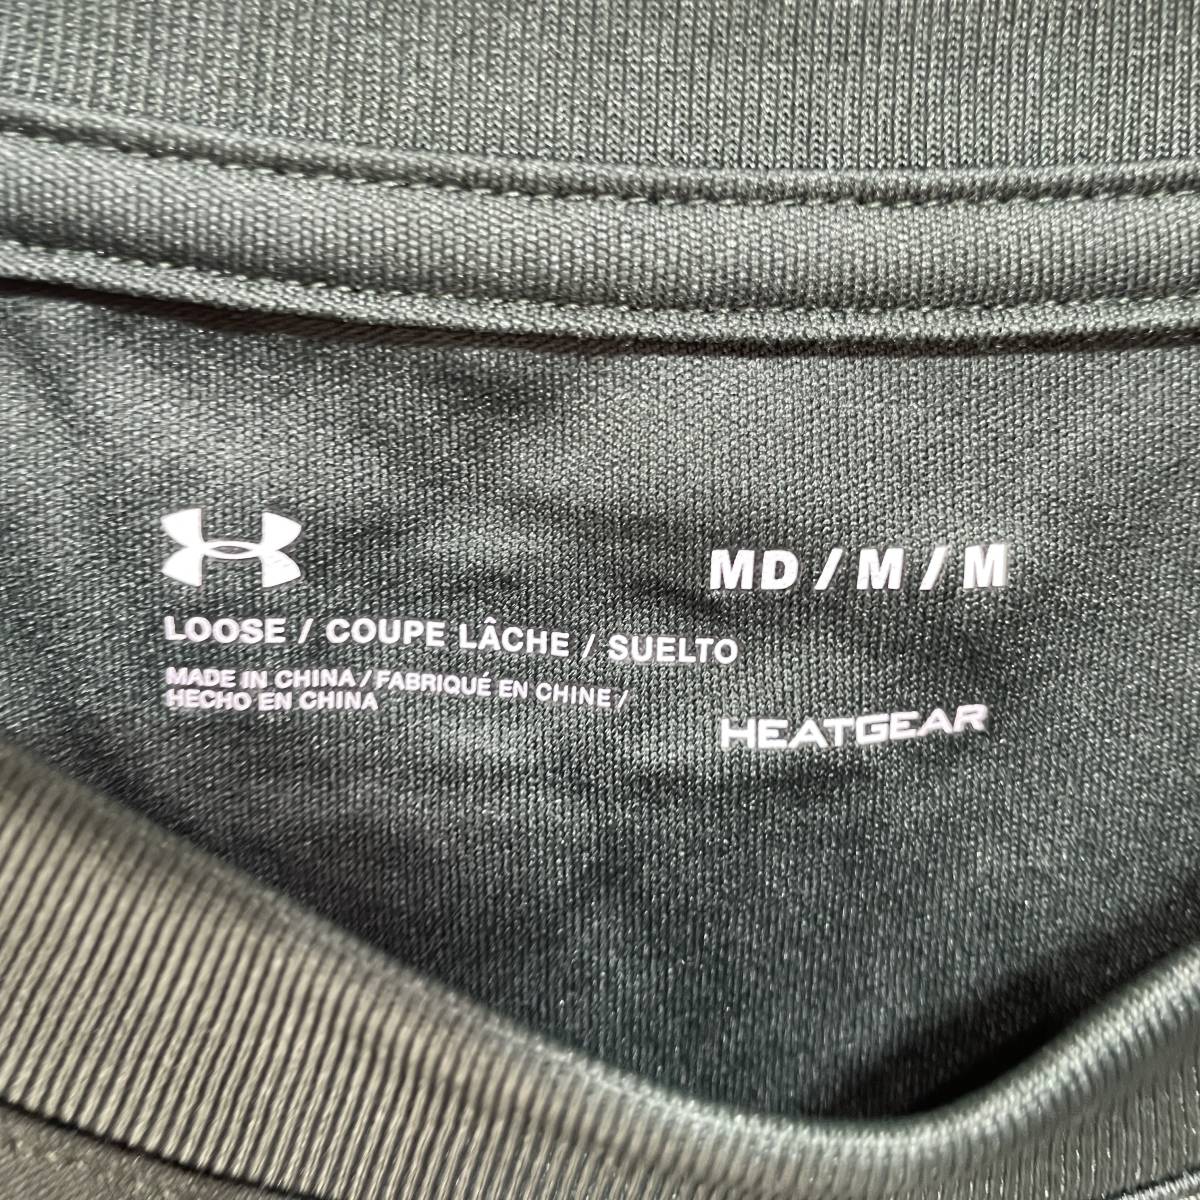 MD / M / M
LOOSE / COUPE LÂCHE / SUELTO
MADE IN CHINA / FABRIQUÉ EN CHINE /
HECHO EN CHINA
HEATGEAR